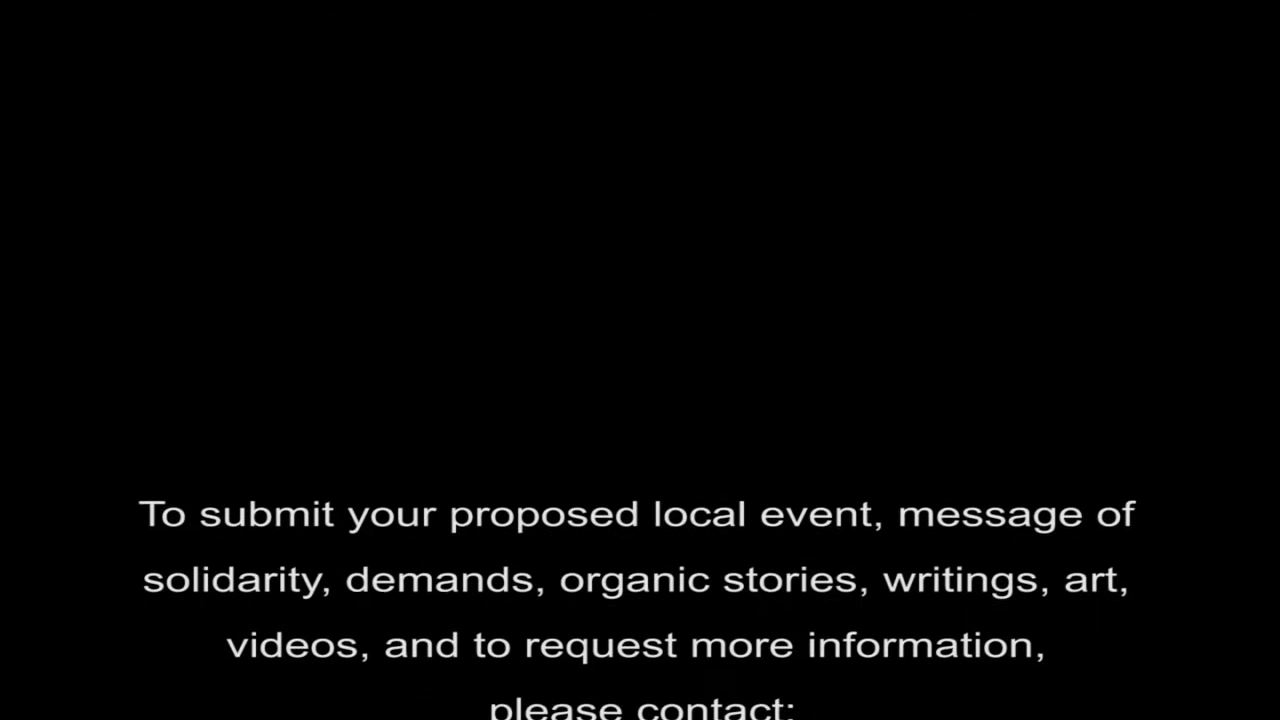 To submit your proposed local event, message of
solidarity, demands, organic stories, writings, art,
videos, and to request more information,
please contact: